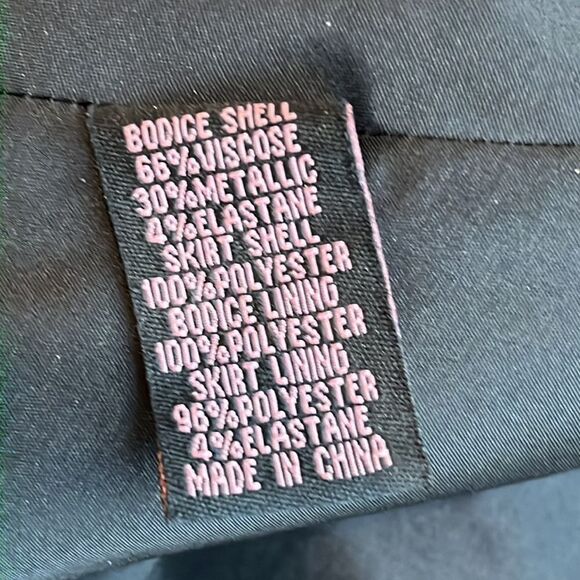 BODICE SHELL
66%VISCOSE
30%METALLIC
4%ELASTANE
SKIRT SHELL
100%POLYESTER
BODICE LINING
100%POLYESTER
SKIRT LINING
96%POLYESTER
4%ELASTANE
MADE IN CHINA